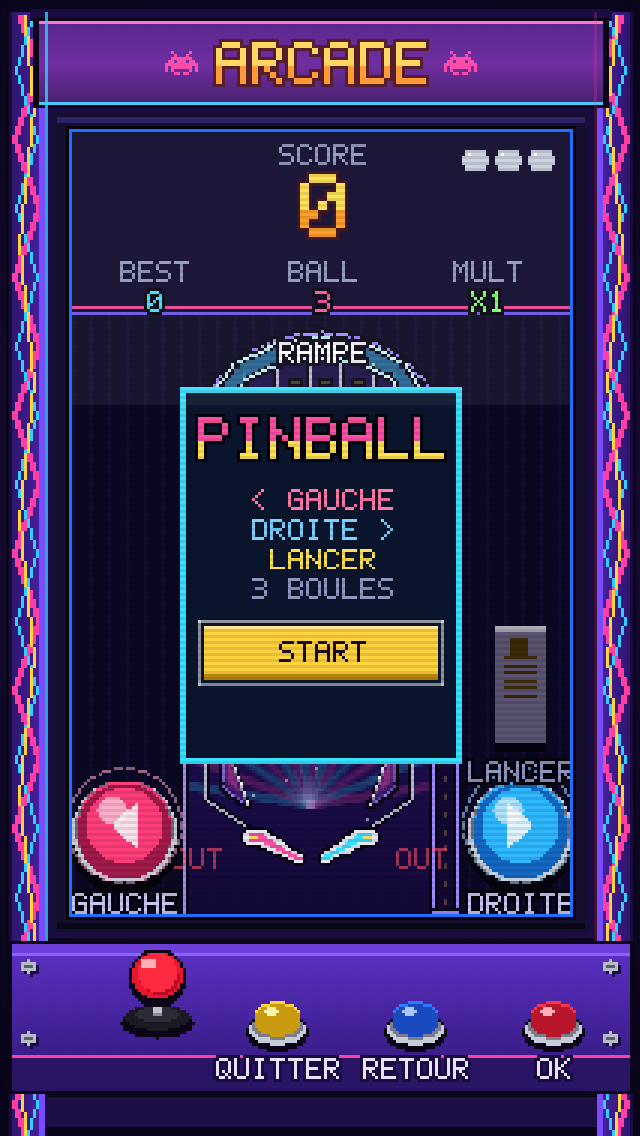 ARCADE
SCORE
0
BEST BALL MULT
0 3 X1
RAMPE
PINBALL
< GAUCHE
DROITE >
LANCER
3 BOULES
START
LANCER
OUT OUT
GAUCHE DROITE
QUITTER RETOUR OK